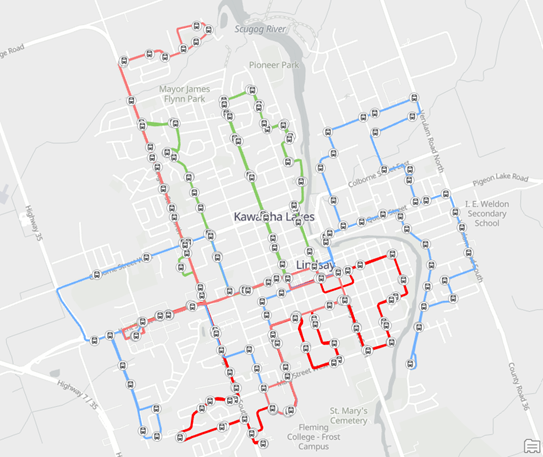 Scugog River
ge Road
Pioneer Park
Mayor James
Flynn Park
Verulam Road North
Colborne Street East
Pigeon Lake Road
I. E. Weldon
Secondary
School
Highway 35
Kawartha Lakes
Lindsay
Highway 7 / 35
County Road 36
St. Mary's
Cemetery
Fleming
College - Frost
Campus